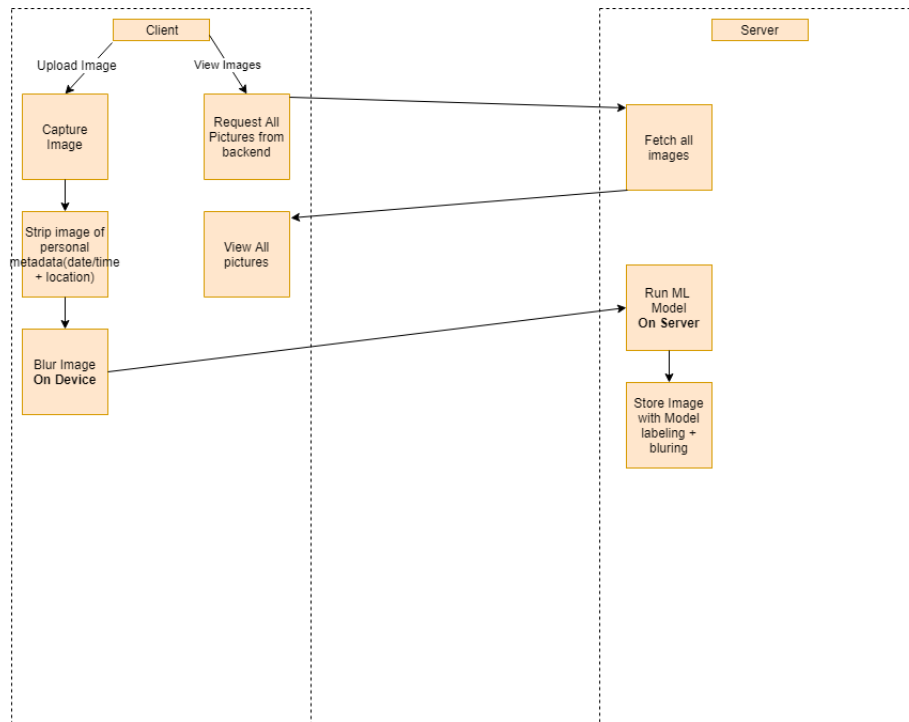 Client
Server
Upload Image
View Images
Capture
Image
Request All
Pictures from
backend
Fetch all
images
Strip image of
personal
metadata(date/time
+ location)
View All
pictures
Run ML
Model
On Server
Blur Image
On Device
Store Image
with Model
labeling +
bluring